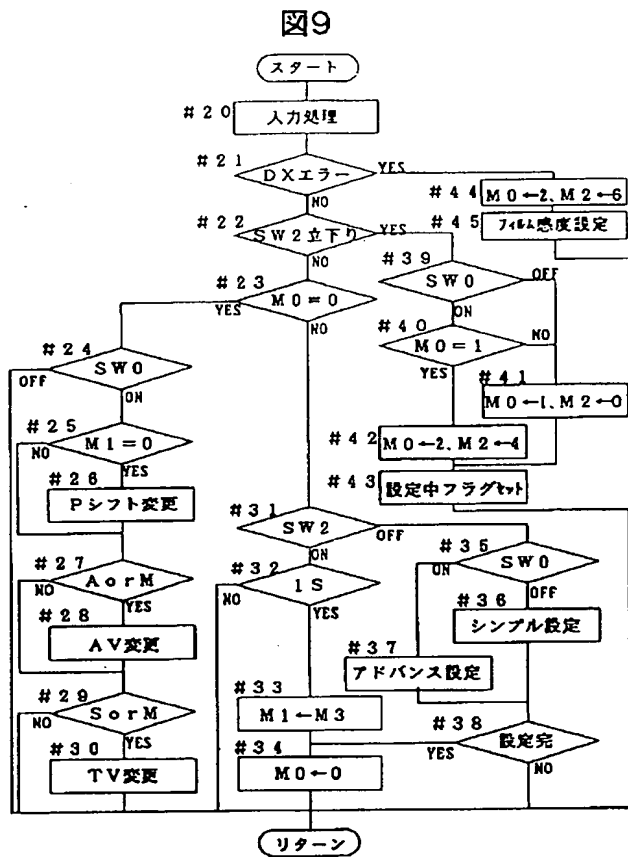 図9
スタート
#20
入力処理
#21
DXエラー
YES
NO
#44
M0←2、M2←6
#45
フィルム感度設定
#22
SW2立下り
YES
NO
#39
SW0
OFF
ON
#23
M0=0
YES
NO
#40
M0=1
NO
YES
#24
SW0
OFF
ON
#41
M0←1、M2←0
#25
M1=0
NO
YES
#42
M0←2、M2←4
#26
Pシフト変更
#43
設定中フラグセット
#31
SW2
OFF
ON
#27
AorM
NO
YES
#32
1S
NO
YES
#35
SW0
ON
OFF
#28
AV変更
#36
シンプル設定
#37
アドバンス設定
#29
SorM
NO
YES
#33
M1←M3
#38
設定完
YES
NO
#30
TV変更
#34
M0←0
リターン